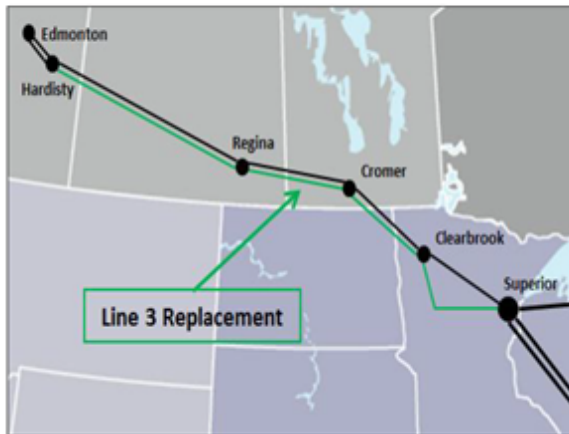 Edmonton
Hardisty
Regina
Cromer
Clearbrook
Superior
Line 3 Replacement